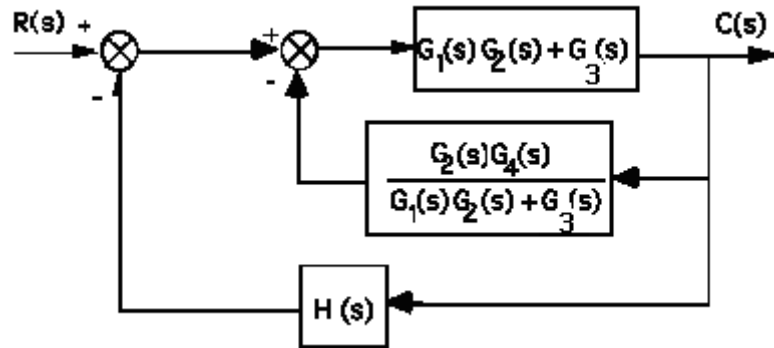 R(s) + + G₁(s)G₂(s)+G₃(s) C(s)
- -
G₂(s)G₄(s)
G₁(s)G₂(s)+G₃(s)
H(s)